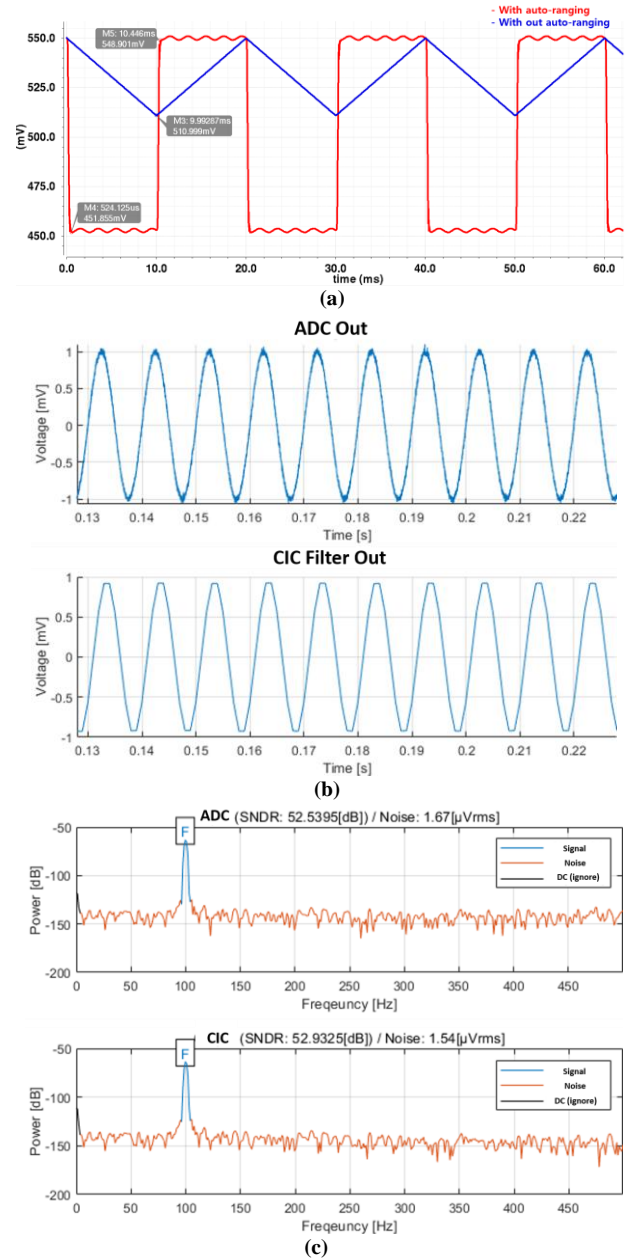 - With auto-ranging
- With out auto-ranging
550.0
M5: 10.446ms
548.901mV
525.0
M3: 9.99287ms
510.999mV
(mV)
500.0
475.0
M4: 524.125us
451.855mV
450.0
0.0 10.0 20.0 30.0 40.0 50.0 60.0
time (ms)
(a)
ADC Out
Voltage [mV]
1
0.5
0
-0.5
-1
0.13 0.14 0.15 0.16 0.17 0.18 0.19 0.2 0.21 0.22
Time [s]
CIC Filter Out
Voltage [mV]
1
0.5
0
-0.5
-1
0.13 0.14 0.15 0.16 0.17 0.18 0.19 0.2 0.21 0.22
Time [s]
(b)
ADC (SNDR: 52.5395[dB]) / Noise: 1.67[µVrms]
F
Signal
Noise
DC (ignore)
Power [dB]
-50
-100
-150
-200
0 50 100 150 200 250 300 350 400 450
Freqeuncy [Hz]
CIC (SNDR: 52.9325[dB]) / Noise: 1.54[µVrms]
F
Signal
Noise
DC (ignore)
Power [dB]
-50
-100
-150
-200
0 50 100 150 200 250 300 350 400 450
Freqeuncy [Hz]
(c)